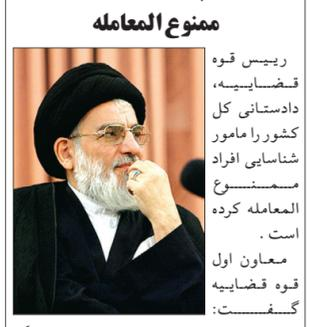 ممنوع المعامله
رییس قوه
قضاییه،
دادستانی کل
کشور را مامور
شناسایی افراد
ممنوع
المعامله کرده
است .
معاون اول
قوه قضاییه
گفت: